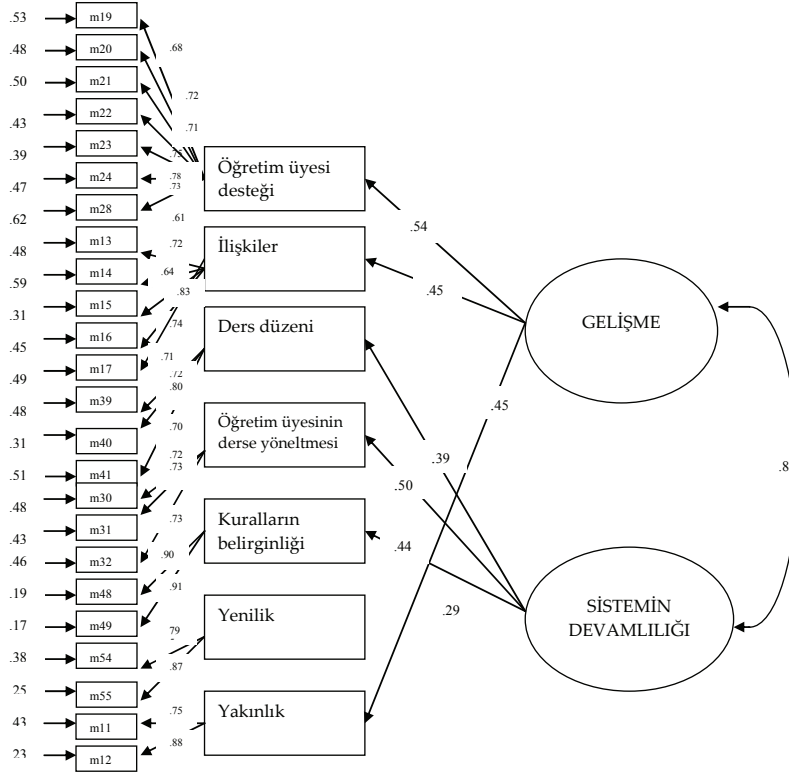 .53
m19
.48
m20
.50
m21
.43
m22
.39
m23
.47
m24
.62
m28
.48
m13
.59
m14
.31
m15
.45
m16
.49
m17
.48
m39
.31
m40
.51
m41
.48
m30
.43
m31
.46
m32
.19
m48
.17
m49
.38
m54
25
m55
43
m11
23
m12
.68
.72
.71
.75
.78
.73
.61
.72
.64
.83
.74
.71
.72
.80
.70
.72
.73
.73
.90
.91
79
.87
.75
.88
Öğretim üyesi
desteği
İlişkiler
Ders düzeni
Öğretim üyesinin
derse yöneltmesi
Kuralların
belirginliği
Yenilik
Yakınlık
.54
.45
.45
.39
.50
.44
.29
GELİŞME
SİSTEMİN
DEVAMLILIĞI
.8